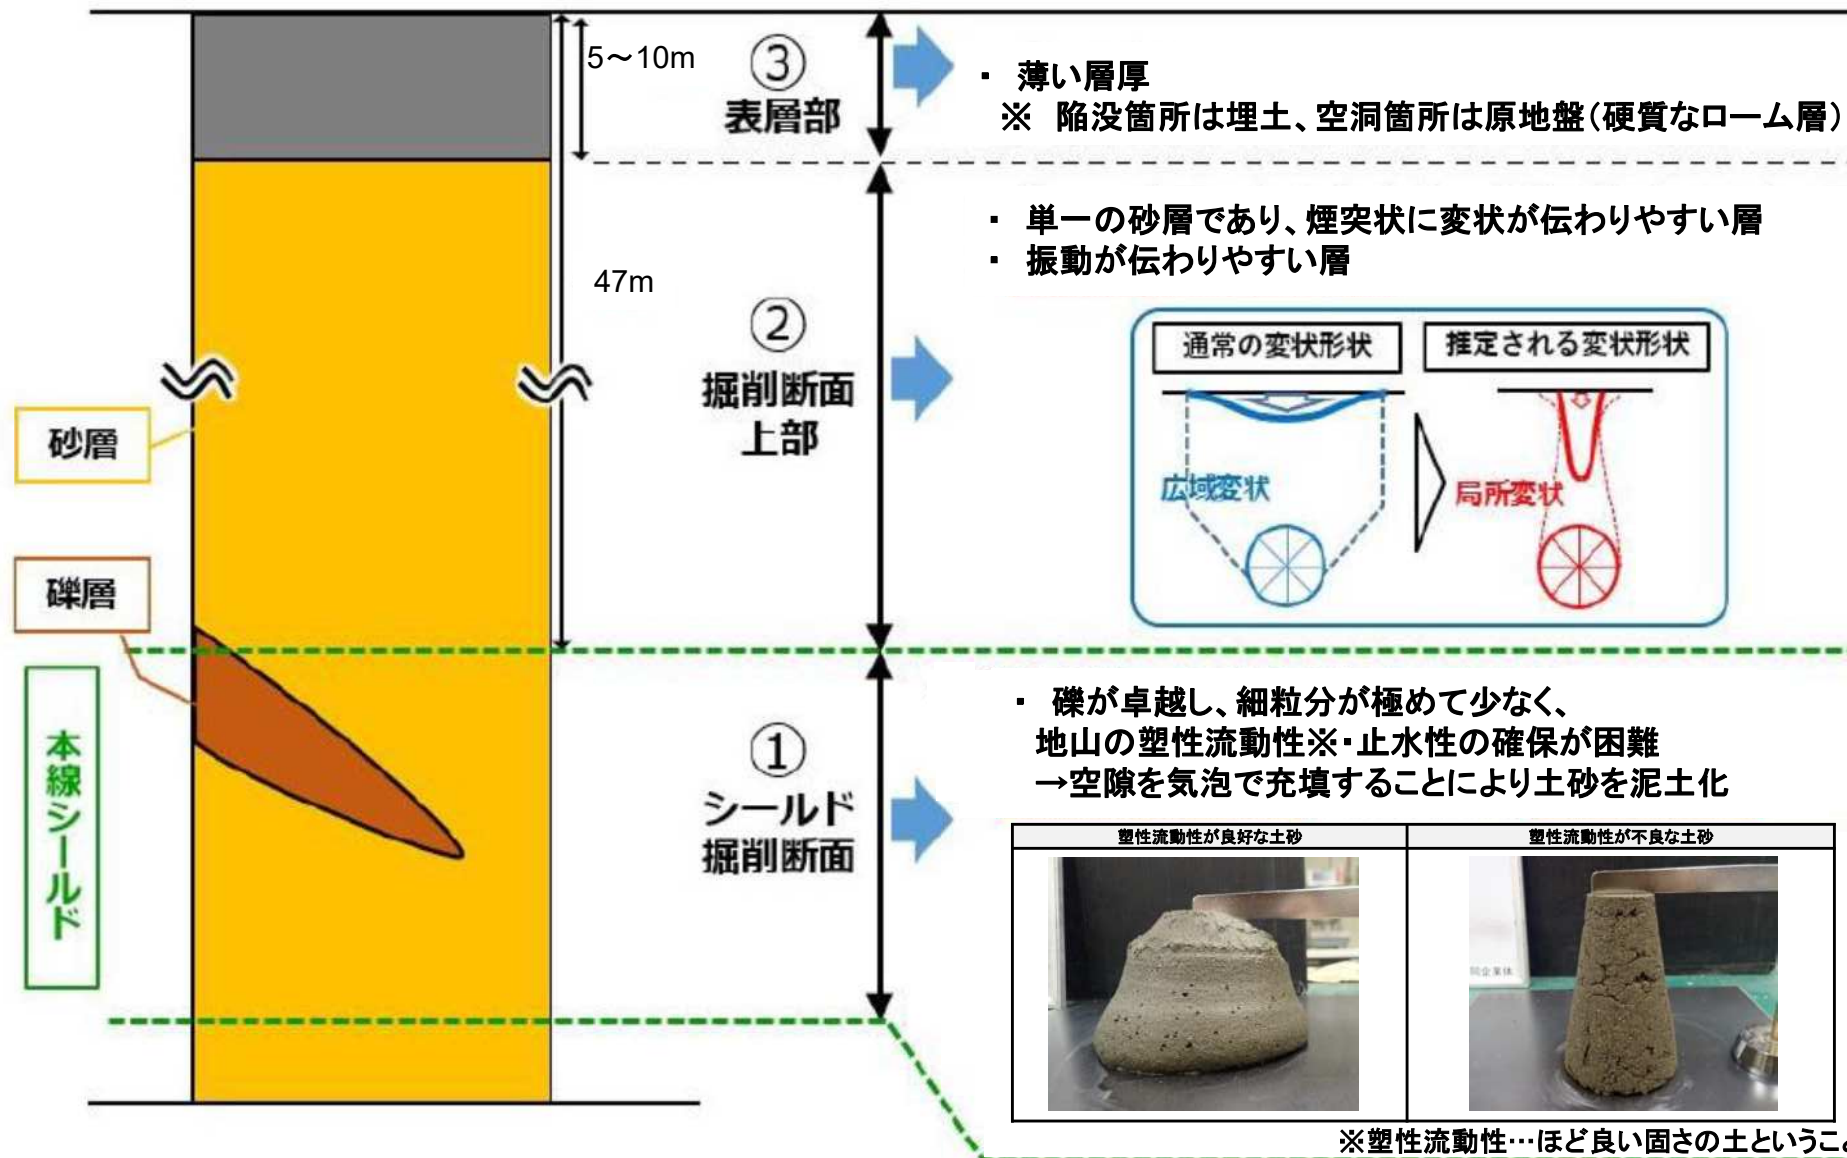 5～10m
③
表層部
・ 薄い層厚
※ 陥没箇所は埋土、空洞箇所は原地盤(硬質なローム層)
47m
②
掘削断面
上部
・ 単一の砂層であり、煙突状に変状が伝わりやすい層
・ 振動が伝わりやすい層
通常の変状形状
推定される変状形状
広域変状
局所変状
砂層
礫層
本線シールド
①
シールド
掘削断面
・ 礫が卓越し、細粒分が極めて少なく、
地山の塑性流動性※・止水性の確保が困難
→空隙を気泡で充填することにより土砂を泥土化
塑性流動性が良好な土砂
塑性流動性が不良な土砂
同企業体
※塑性流動性…ほど良い固さの土というこ